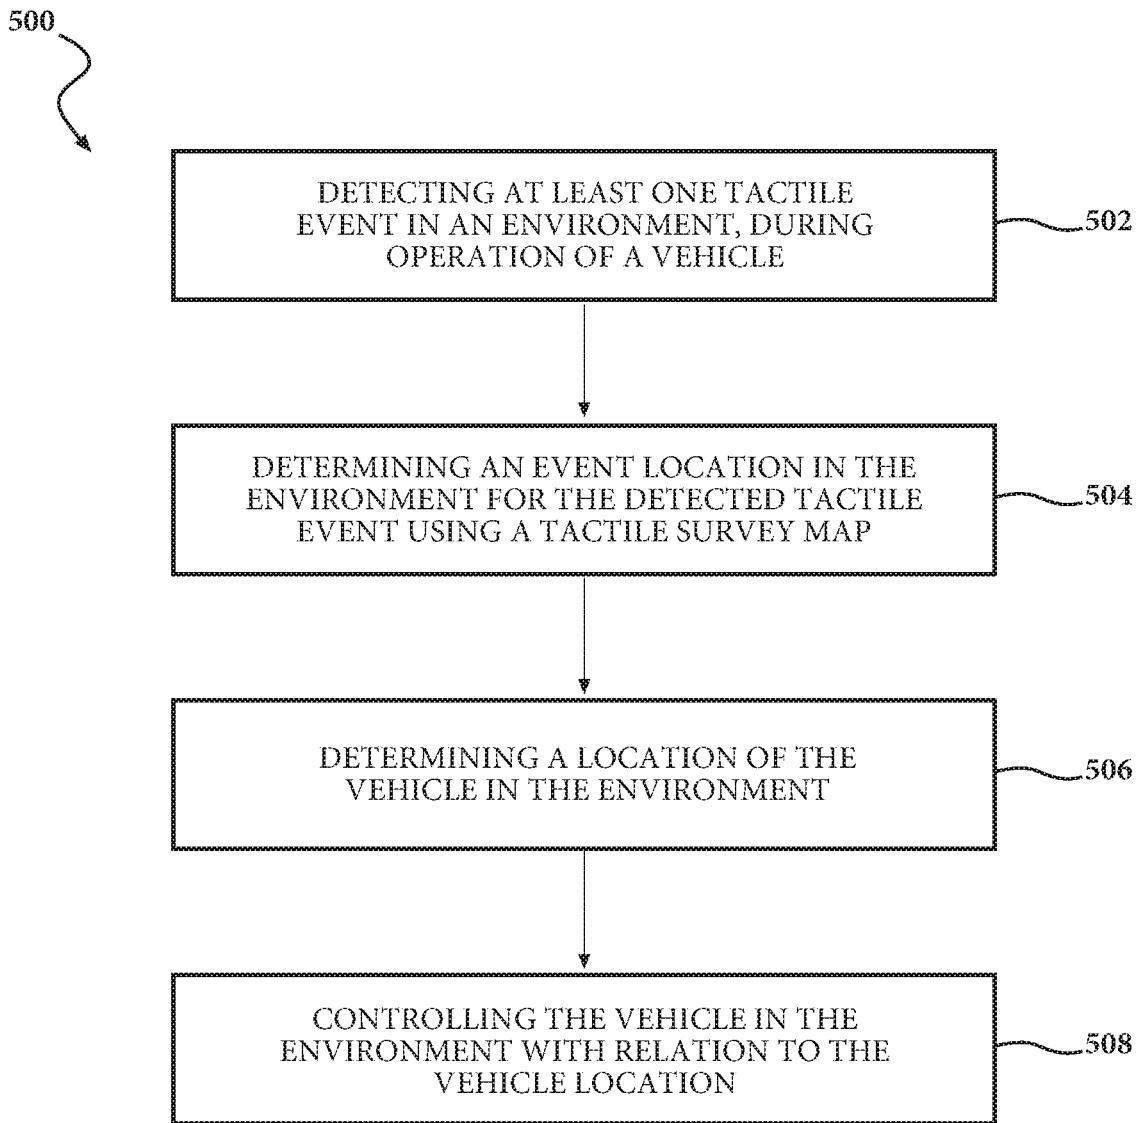 500
DETECTING AT LEAST ONE TACTILE
EVENT IN AN ENVIRONMENT, DURING
OPERATION OF A VEHICLE
502
DETERMINING AN EVENT LOCATION IN THE
ENVIRONMENT FOR THE DETECTED TACTILE
EVENT USING A TACTILE SURVEY MAP
504
DETERMINING A LOCATION OF THE
VEHICLE IN THE ENVIRONMENT
506
CONTROLLING THE VEHICLE IN THE
ENVIRONMENT WITH RELATION TO THE
VEHICLE LOCATION
508